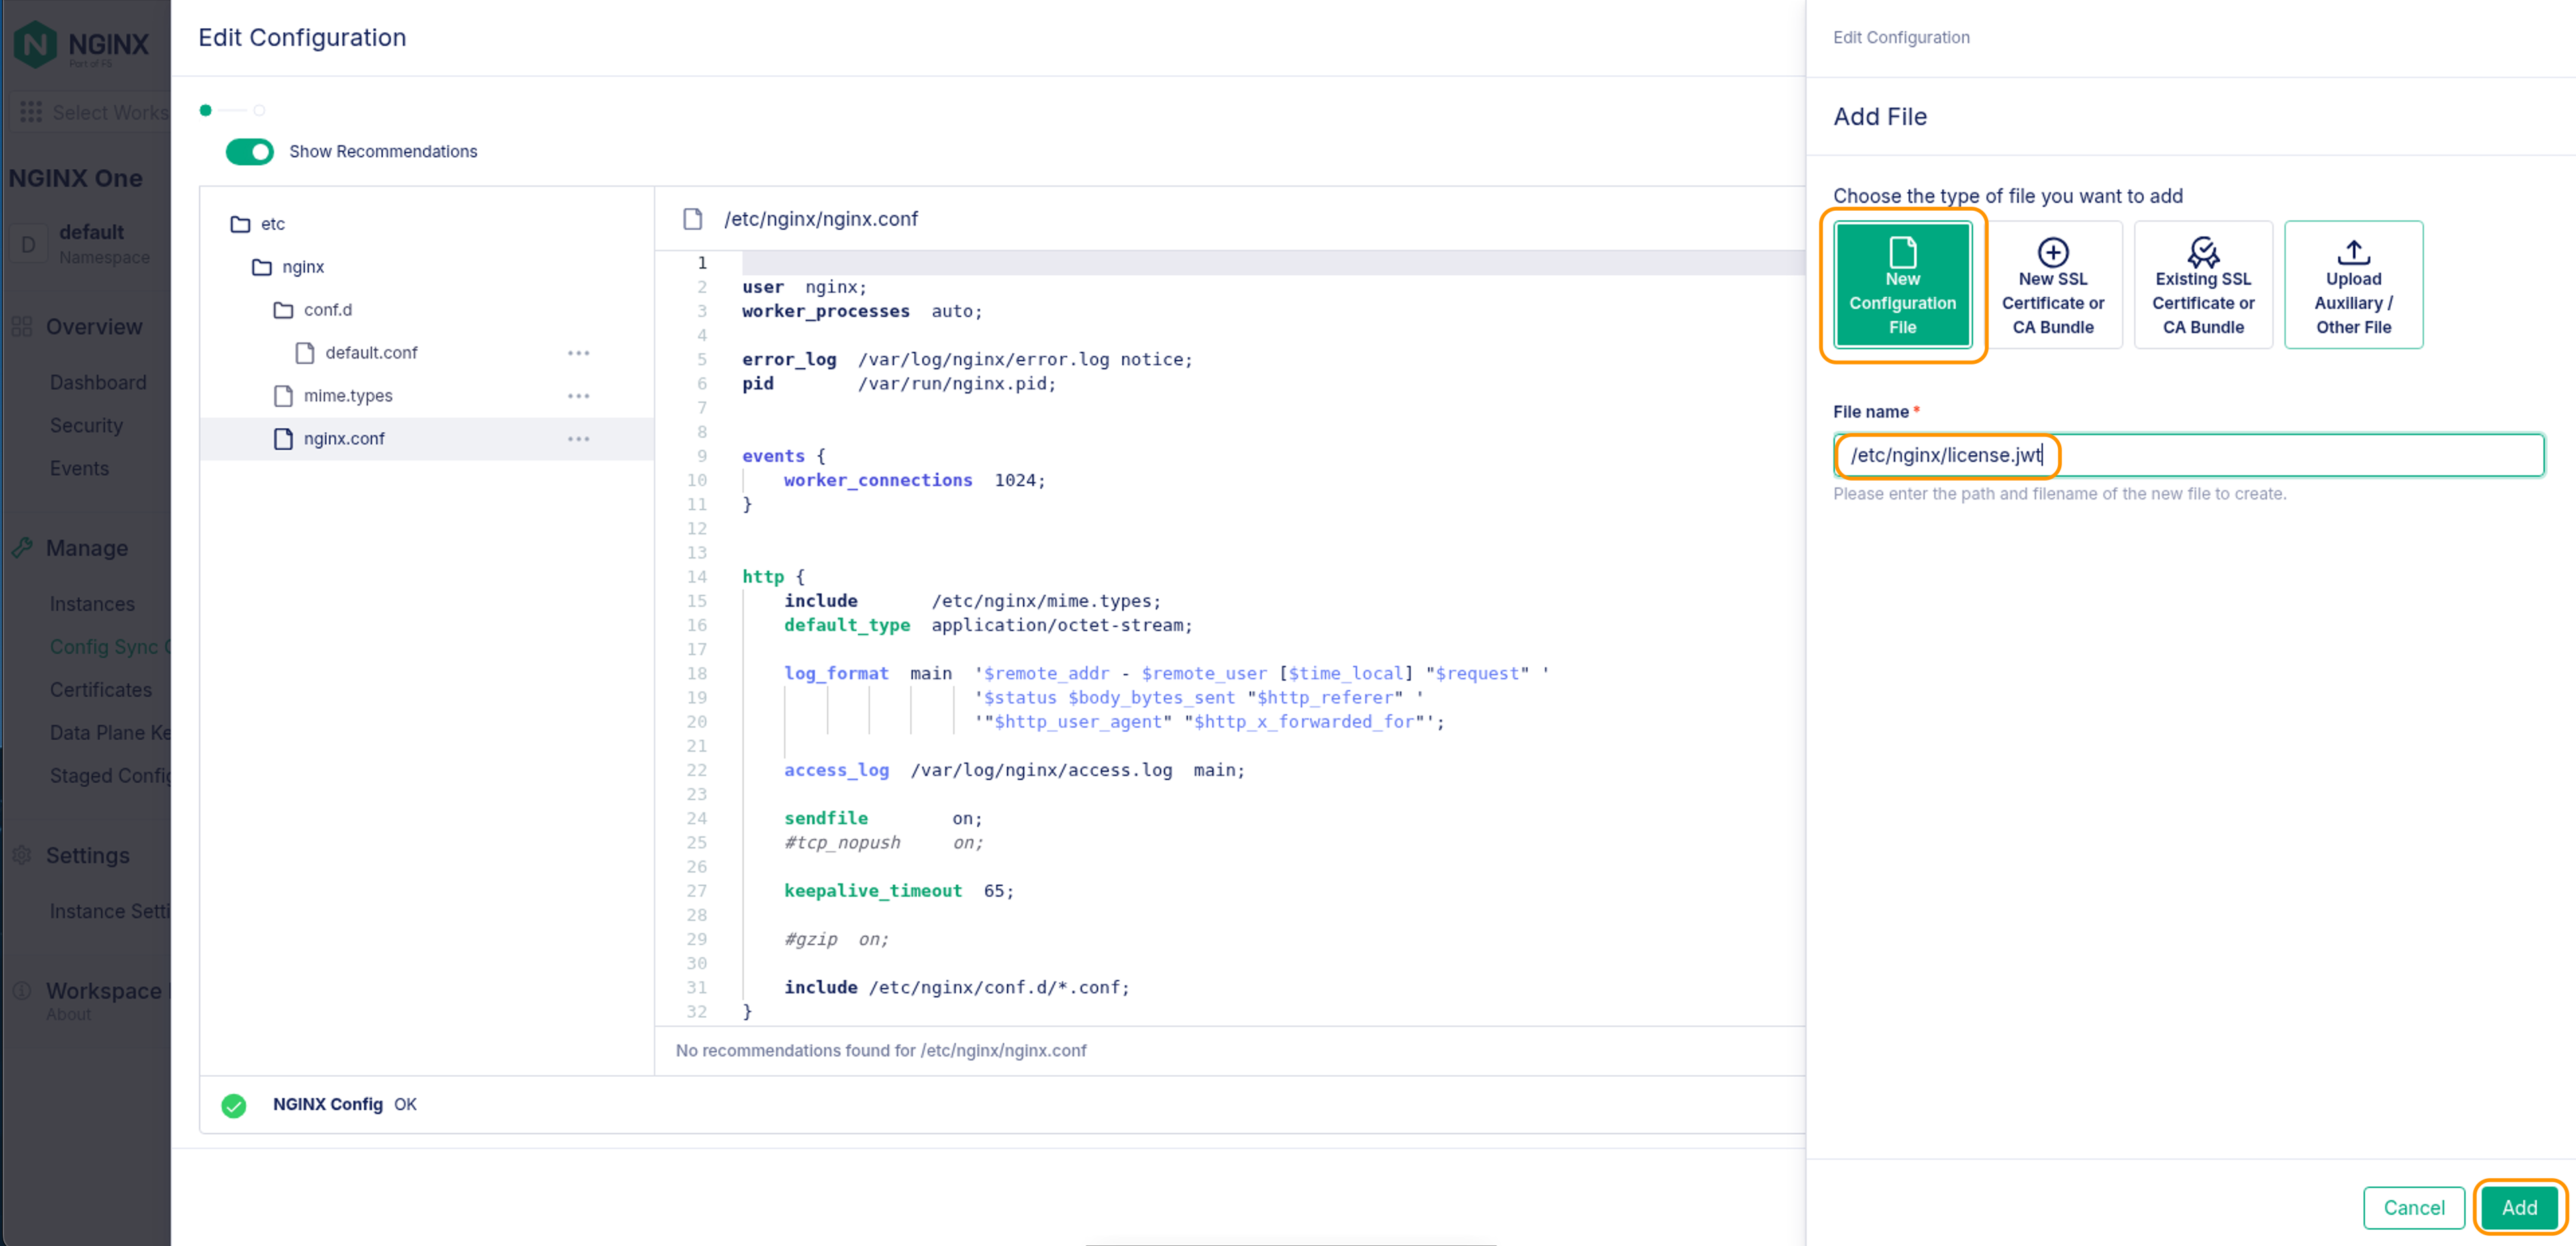 NGINX
Part of F5
Select Works
NGINX One
D
default
Namespace
Overview
Dashboard
Security
Events
Manage
Instances
Config Sync G
Certificates
Data Plane Ke
Staged Config
Settings
Instance Setti
Workspace I
About
Edit Configuration
Show Recommendations
etc
nginx
conf.d
default.conf
mime.types
nginx.conf
/etc/nginx/nginx.conf
1
2 user  nginx;
3 worker_processes  auto;
4
5 error_log  /var/log/nginx/error.log notice;
6 pid        /var/run/nginx.pid;
7
8
9 events {
10     worker_connections  1024;
11 }
12
13
14 http {
15     include       /etc/nginx/mime.types;
16     default_type  application/octet-stream;
17
18     log_format  main  '$remote_addr - $remote_user [$time_local] "$request" '
19                       '$status $body_bytes_sent "$http_referer" '
20                       '"$http_user_agent" "$http_x_forwarded_for"';
21
22     access_log  /var/log/nginx/access.log  main;
23
24     sendfile        on;
25     #tcp_nopush     on;
26
27     keepalive_timeout  65;
28
29     #gzip  on;
30
31     include /etc/nginx/conf.d/*.conf;
32 }
No recommendations found for /etc/nginx/nginx.conf
NGINX Config OK
Edit Configuration
Add File
Choose the type of file you want to add
New
Configuration
File
New SSL
Certificate or
CA Bundle
Existing SSL
Certificate or
CA Bundle
Upload
Auxiliary /
Other File
File name *
/etc/nginx/license.jwt
Please enter the path and filename of the new file to create.
Cancel
Add